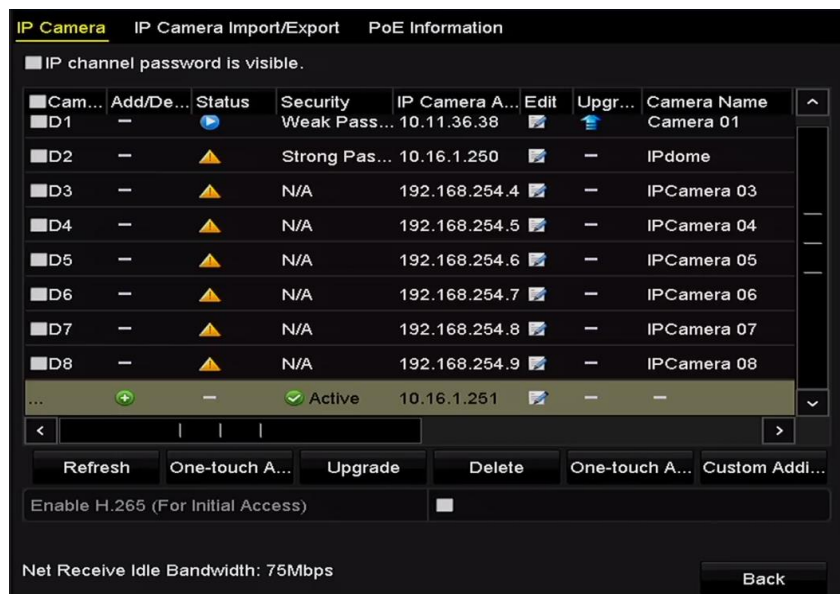 IP Camera IP Camera Import/Export PoE Information
IP channel password is visible.
Cam... Add/De... Status Security IP Camera A... Edit Upgr... Camera Name
D1 – Weak Pass... 10.11.36.38 Camera 01
D2 – Strong Pas... 10.16.1.250 – IPdome
D3 – N/A 192.168.254.4 – IPCamera 03
D4 – N/A 192.168.254.5 – IPCamera 04
D5 – N/A 192.168.254.6 – IPCamera 05
D6 – N/A 192.168.254.7 – IPCamera 06
D7 – N/A 192.168.254.8 – IPCamera 07
D8 – N/A 192.168.254.9 – IPCamera 08
... – Active 10.16.1.251 – –
Refresh One-touch A... Upgrade Delete One-touch A... Custom Addi...
Enable H.265 (For Initial Access)
Net Receive Idle Bandwidth: 75Mbps
Back